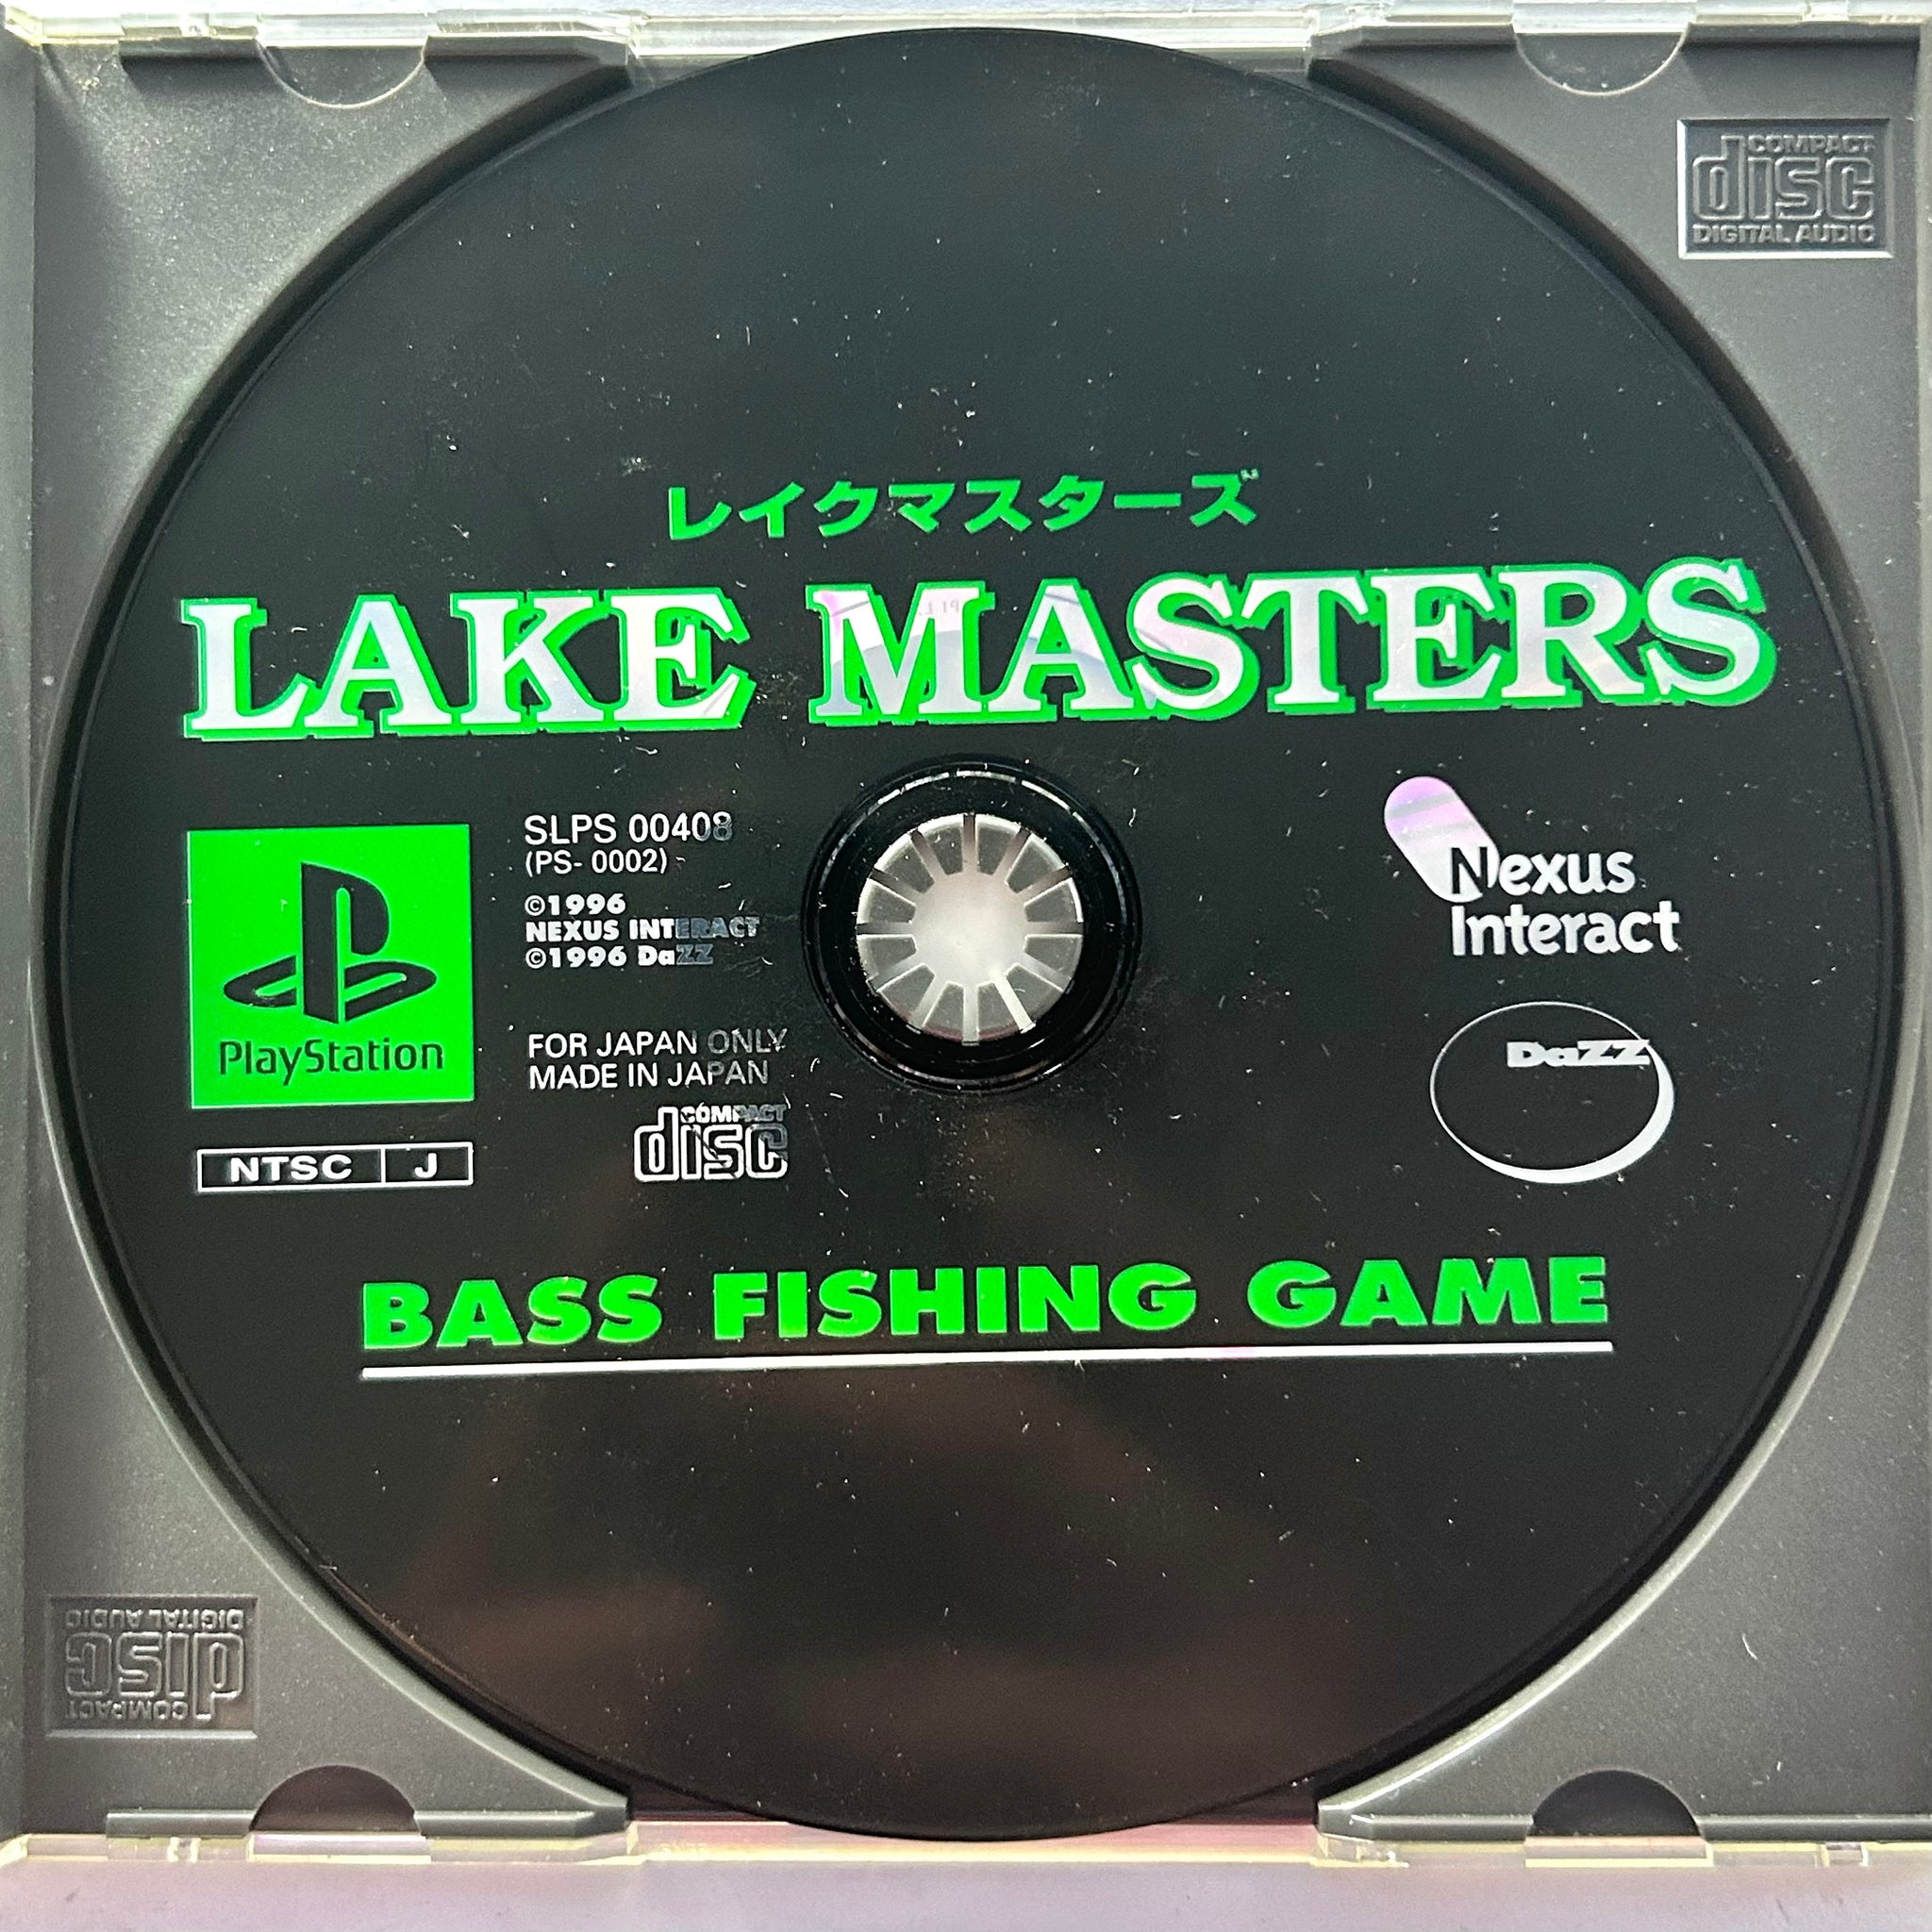 COMPACT
disc
DIGITAL AUDIO
レイクマスターズ
LAKE MASTERS
PlayStation
NTSC J
SLPS 00408
(PS- 0002)
©1996
NEXUS INTERACT
©1996 DaZZ
FOR JAPAN ONLY
MADE IN JAPAN
COMPACT
disc
Nexus
Interact
DaZZ
BASS FISHING GAME
COMPACT
disc
DIGITAL AUDIO